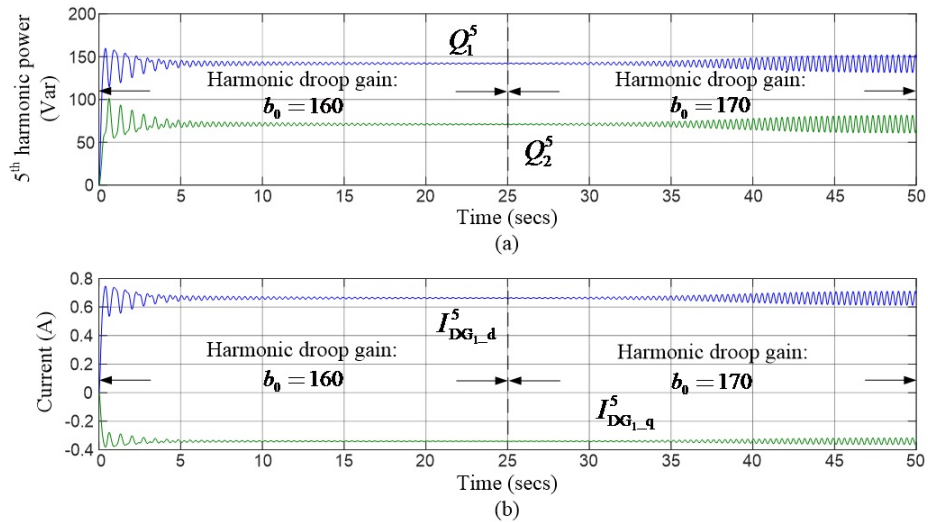 200
150
100
50
0
5th harmonic power
(Var)
Q₁⁵
Harmonic droop gain:
b₀ = 160
Harmonic droop gain:
b₀ = 170
Q₂⁵
0 5 10 15 20 25 30 35 40 45 50
Time (secs)
(a)
0.8
0.6
0.4
0.2
0
-0.2
-0.4
Current (A)
I⁵DG₁_d
Harmonic droop gain:
b₀ = 160
Harmonic droop gain:
b₀ = 170
I⁵DG₁_q
0 5 10 15 20 25 30 35 40 45 50
Time (secs)
(b)